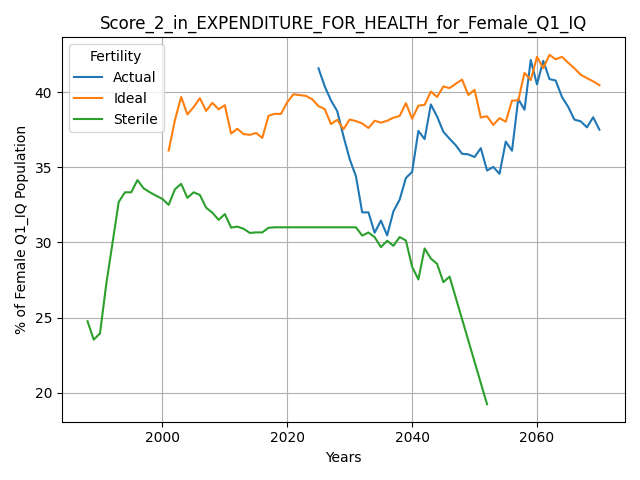 Score_2_in_EXPENDITURE_FOR_HEALTH_for_Female_Q1_IQ
Fertility
Actual
Ideal
Sterile
% of Female Q1_IQ Population
40
35
30
25
20
2000
2020
2040
2060
Years